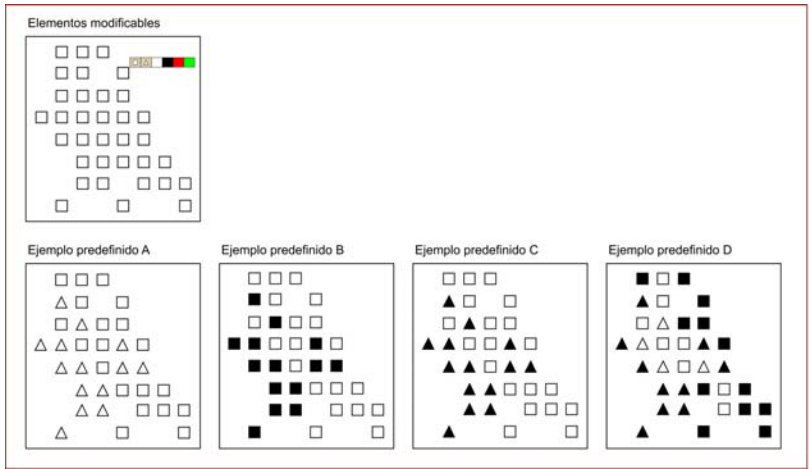 Elementos modificables
Ejemplo predefinido A
Ejemplo predefinido B
Ejemplo predefinido C
Ejemplo predefinido D